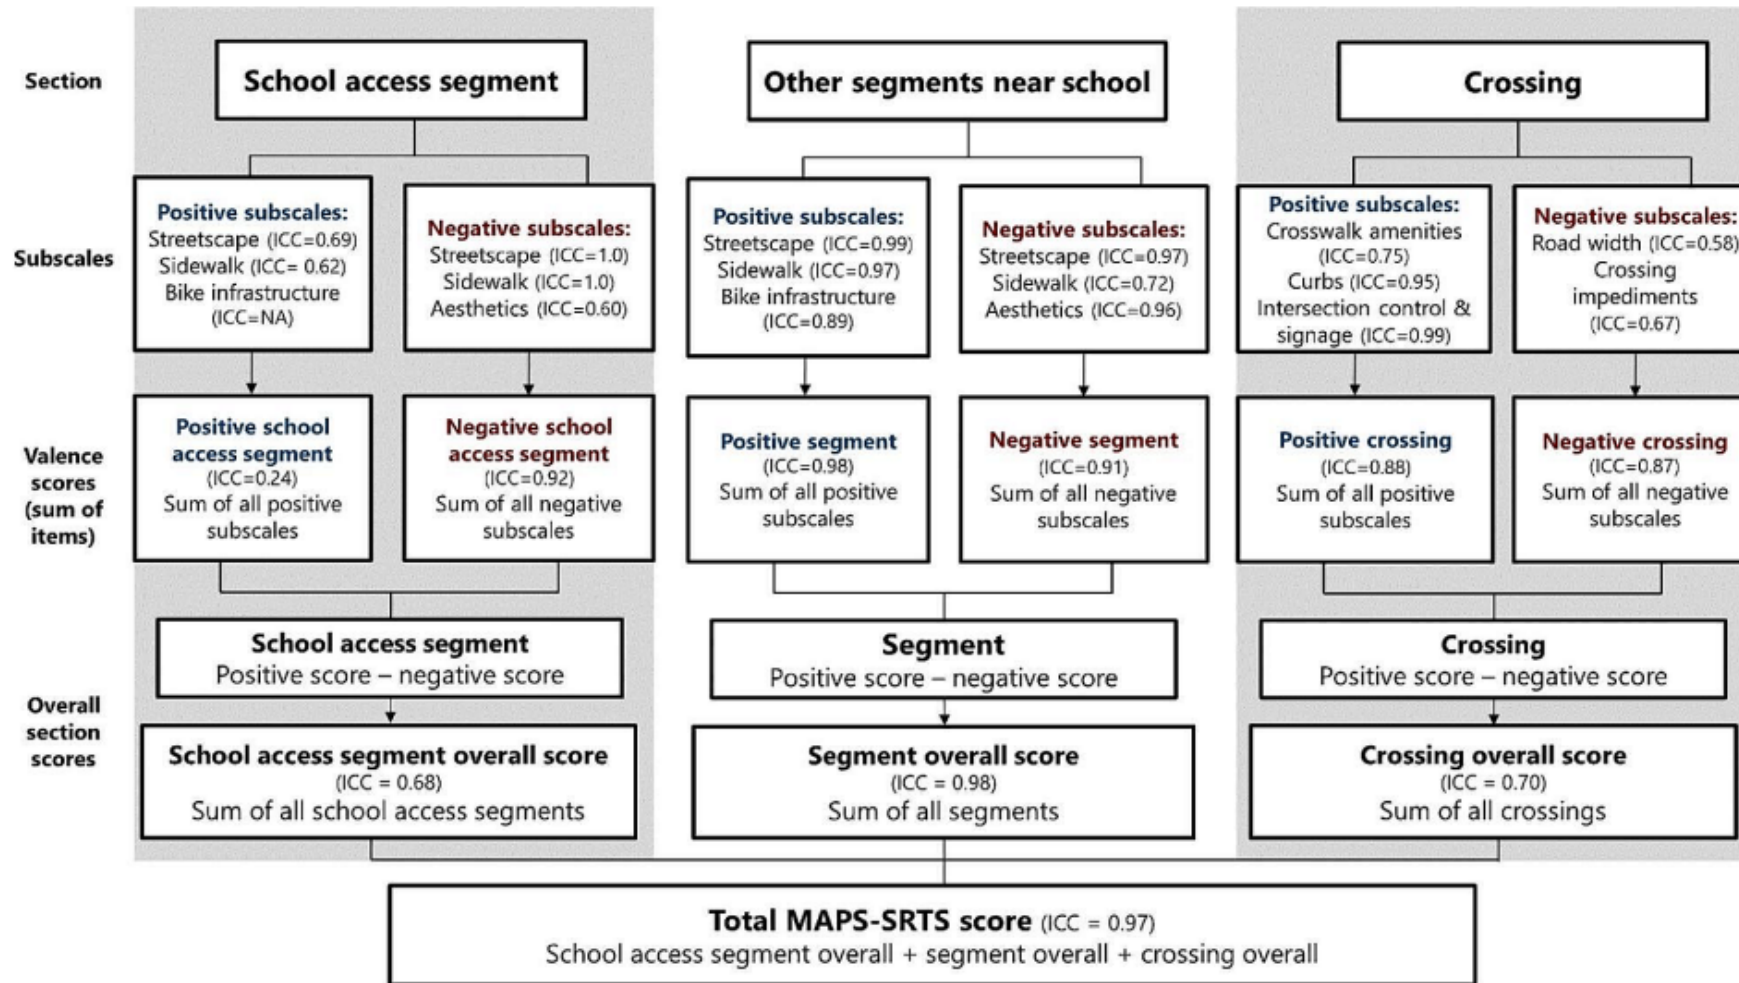 Section
School access segment
Other segments near school
Crossing
Subscales
Positive subscales:
Streetscape (ICC=0.69)
Sidewalk (ICC= 0.62)
Bike infrastructure
(ICC=NA)
Negative subscales:
Streetscape (ICC=1.0)
Sidewalk (ICC=1.0)
Aesthetics (ICC=0.60)
Positive subscales:
Streetscape (ICC=0.99)
Sidewalk (ICC=0.97)
Bike infrastructure
(ICC=0.89)
Negative subscales:
Streetscape (ICC=0.97)
Sidewalk (ICC=0.72)
Aesthetics (ICC=0.96)
Positive subscales:
Crosswalk amenities
(ICC=0.75)
Curbs (ICC=0.95)
Intersection control &
signage (ICC=0.99)
Negative subscales:
Road width (ICC=0.58)
Crossing
impediments
(ICC=0.67)
Valence
scores
(sum of
items)
Positive school
access segment
(ICC=0.24)
Sum of all positive
subscales
Negative school
access segment
(ICC=0.92)
Sum of all negative
subscales
Positive segment
(ICC=0.98)
Sum of all positive
subscales
Negative segment
(ICC=0.91)
Sum of all negative
subscales
Positive crossing
(ICC=0.88)
Sum of all positive
subscales
Negative crossing
(ICC=0.87)
Sum of all negative
subscales
Overall
section
scores
School access segment
Positive score – negative score
Segment
Positive score – negative score
Crossing
Positive score – negative score
School access segment overall score
(ICC = 0.68)
Sum of all school access segments
Segment overall score
(ICC = 0.98)
Sum of all segments
Crossing overall score
(ICC = 0.70)
Sum of all crossings
Total MAPS-SRTS score (ICC = 0.97)
School access segment overall + segment overall + crossing overall